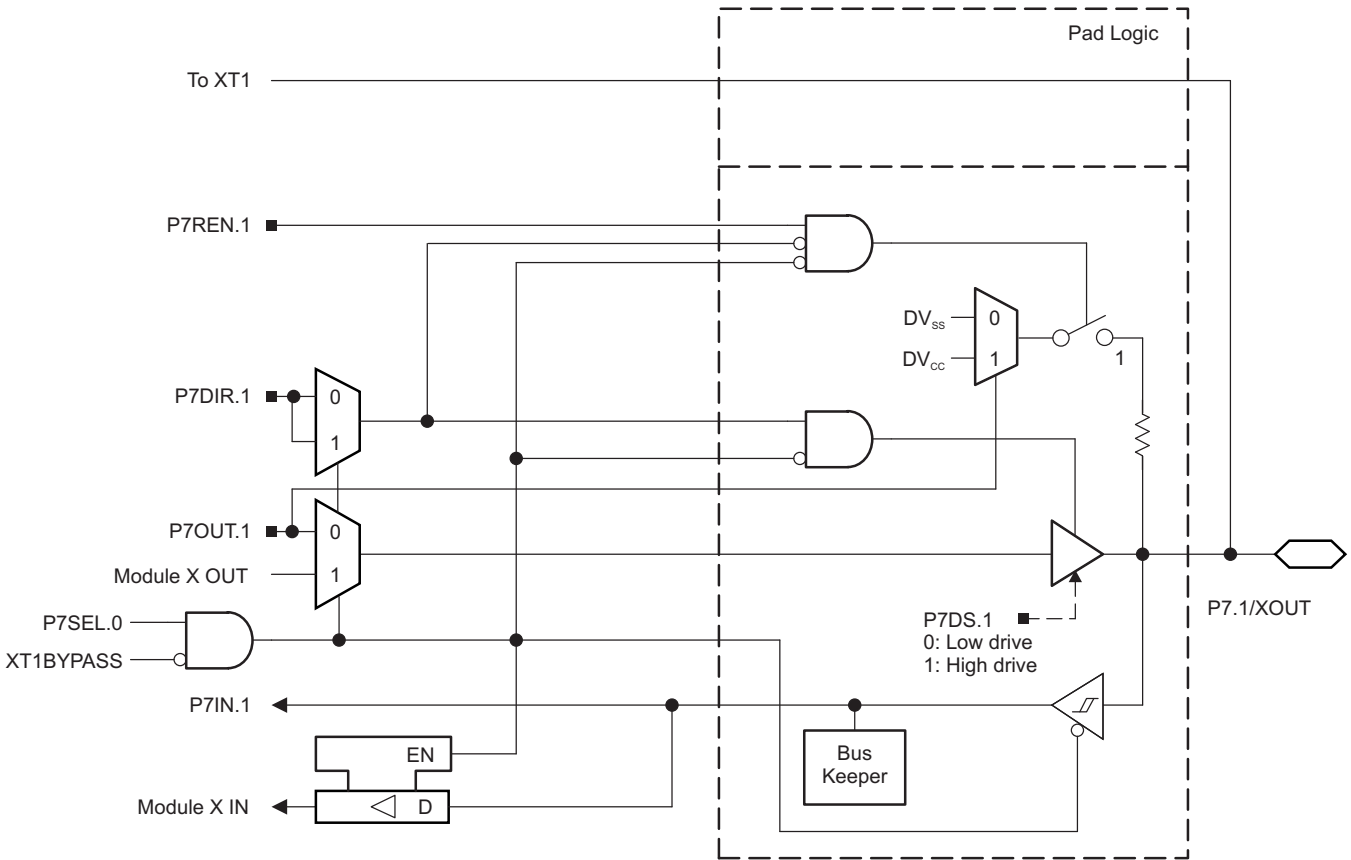 Pad Logic
To XT1
P7REN.1
DVSS
0
DVCC
1
1
P7DIR.1
0
1
P7OUT.1
0
Module X OUT
1
P7SEL.0
XT1BYPASS
P7DS.1
0: Low drive
1: High drive
P7.1/XOUT
P7IN.1
EN
Bus
Keeper
Module X IN
D